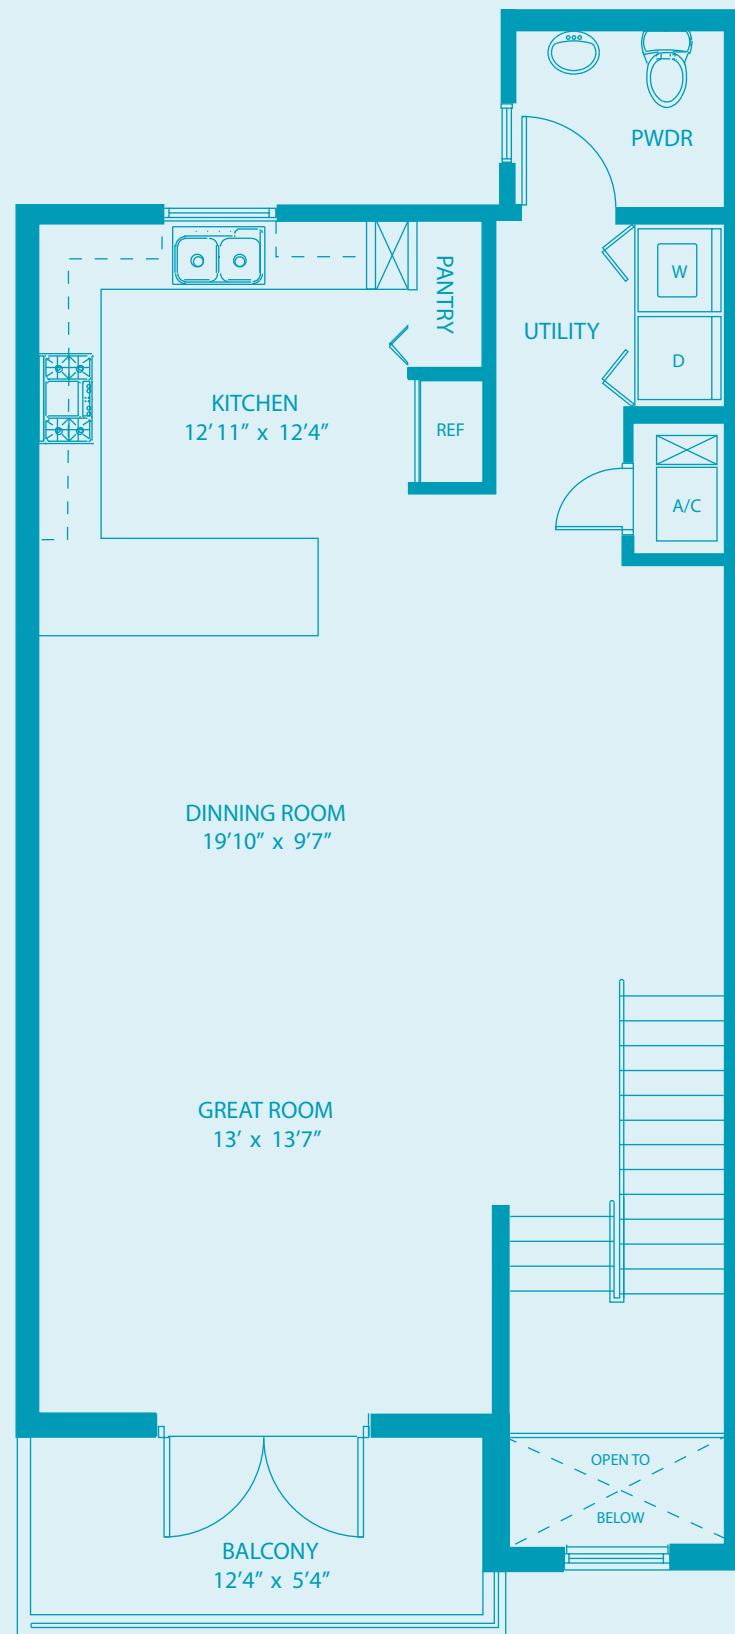 PWDR
W
PANTRY
UTILITY
D
KITCHEN
12' 11” x 12'4”
REF
A/C
DINNING ROOM
19'10” x 9'7”
GREAT ROOM
13' x 13'7”
OPEN TO
BELOW
BALCONY
12'4” x 5'4”